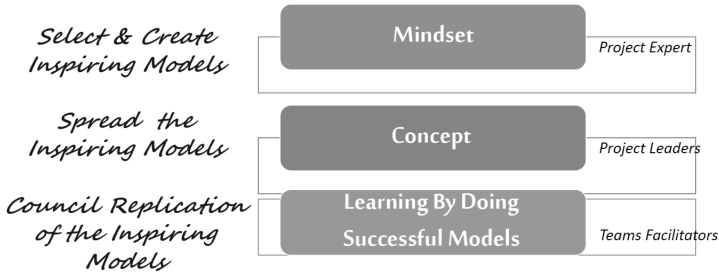 Select & Create
Inspiring Models
Mindset
Project Expert
Spread the
Inspiring Models
Concept
Project Leaders
Council Replication
of the Inspiring
Models
Learning By Doing
Successful Models
Teams Facilitators